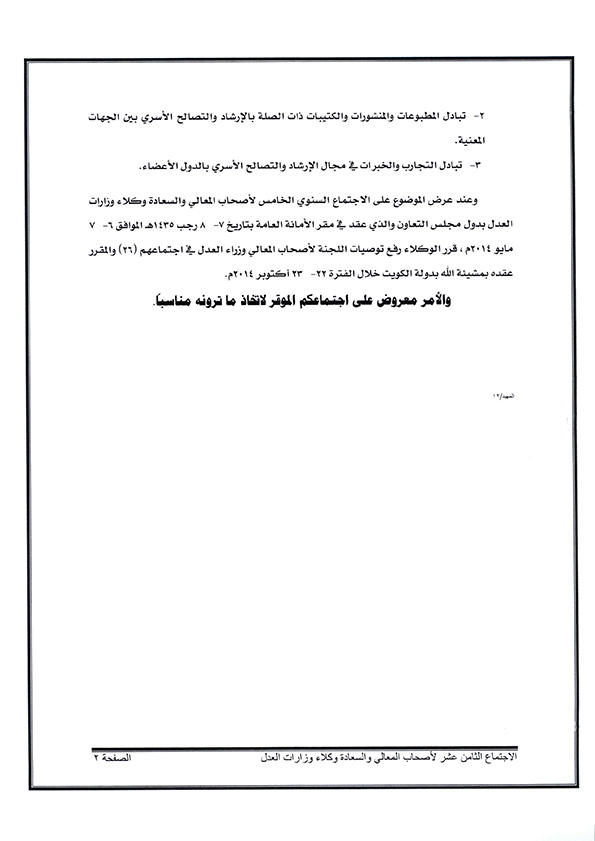 ٢- تبادل المطبوعات والمنشورات والكتيبات ذات الصلة بالإرشاد والتصالح الأسري بين الجهات
المعنية.
٣- تبادل التجارب والخبرات في مجال الإرشاد والتصالح الأسري بالدول الأعضاء.
وعند عرض الموضوع على الاجتماع السنوي الخامس لأصحاب المعالي والسعادة وكلاء وزارات
العدل بدول مجلس التعاون والذي عقد في مقر الأمانة العامة بتاريخ ٧- ٨ رجب ١٤٣٥هـ الموافق ٦- ٧
مايو ٢٠١٤م ، قرر الوكلاء رفع توصيات اللجنة لأصحاب المعالي وزراء العدل في اجتماعهم (٢٦) والمقرر
عقده بمشيئة الله بدولة الكويت خلال الفترة ٢٢- ٢٣ أكتوبر ٢٠١٤م.
والأمر معروض على اجتماعكم الموقر لاتخاذ ما ترونه مناسباً.
الاجتماع الثامن عشر لأصحاب المعالي والسعادة وكلاء وزارات العدل الصفحة ٢